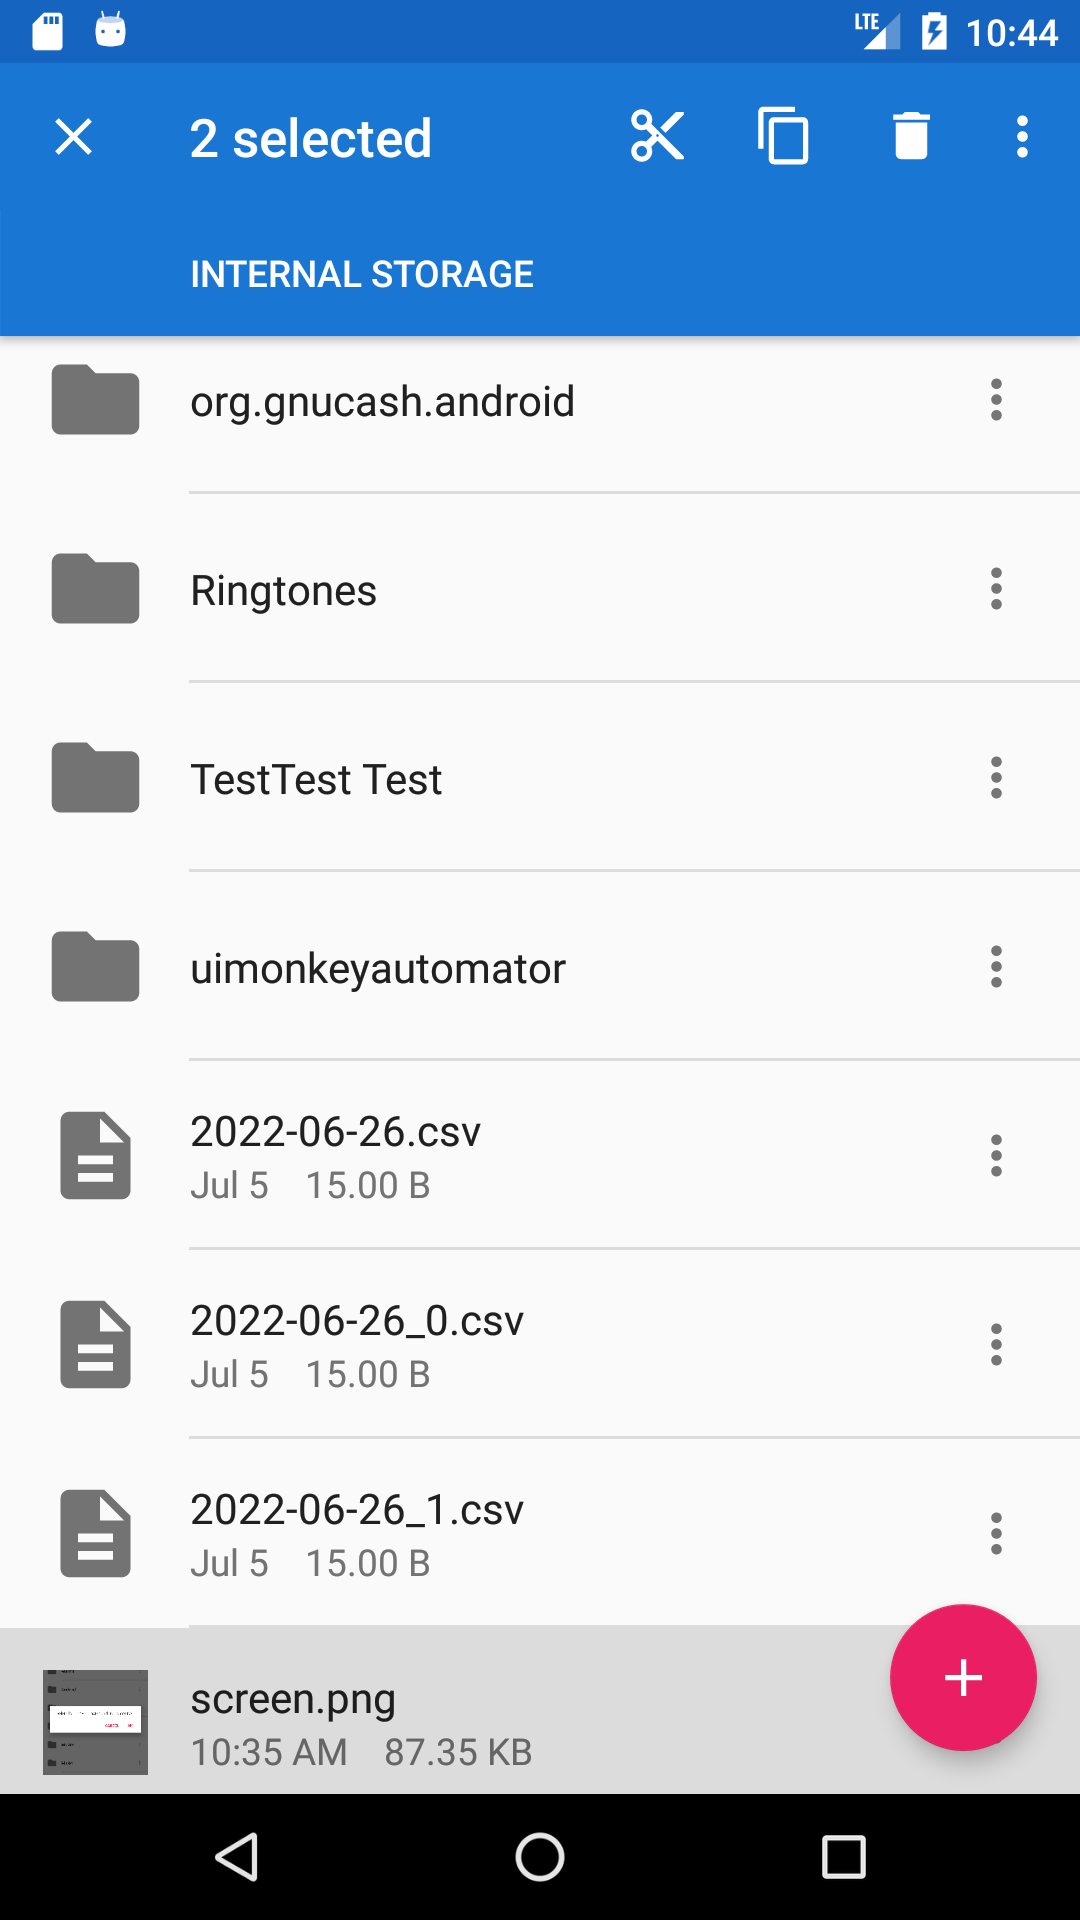 LTE 10:44
2 selected
INTERNAL STORAGE
org.gnucash.android
Ringtones
TestTest Test
uimonkeyautomator
2022-06-26.csv
Jul 5 15.00 B
2022-06-26_0.csv
Jul 5 15.00 B
2022-06-26_1.csv
Jul 5 15.00 B
screen.png
10:35 AM 87.35 KB